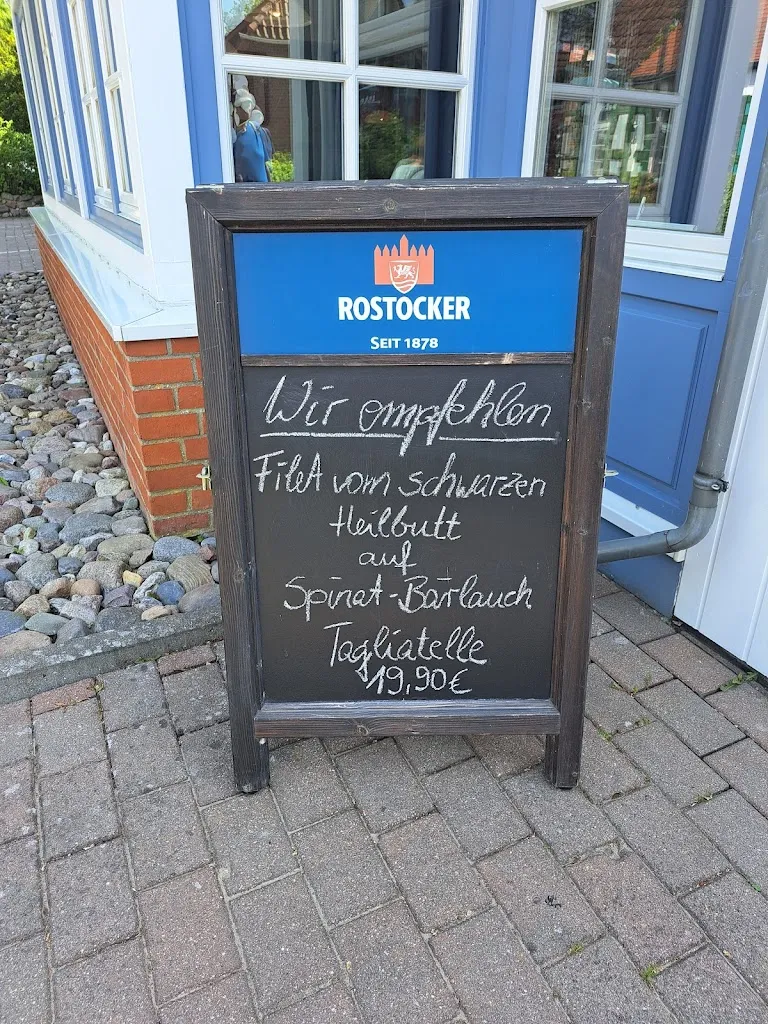 ROSTOCKER
SEIT 1878
Wir empfehlen
Filet vom schwarzen
Heilbutt
auf
Spinat-Bärlauch
Tagliatelle
19,90€